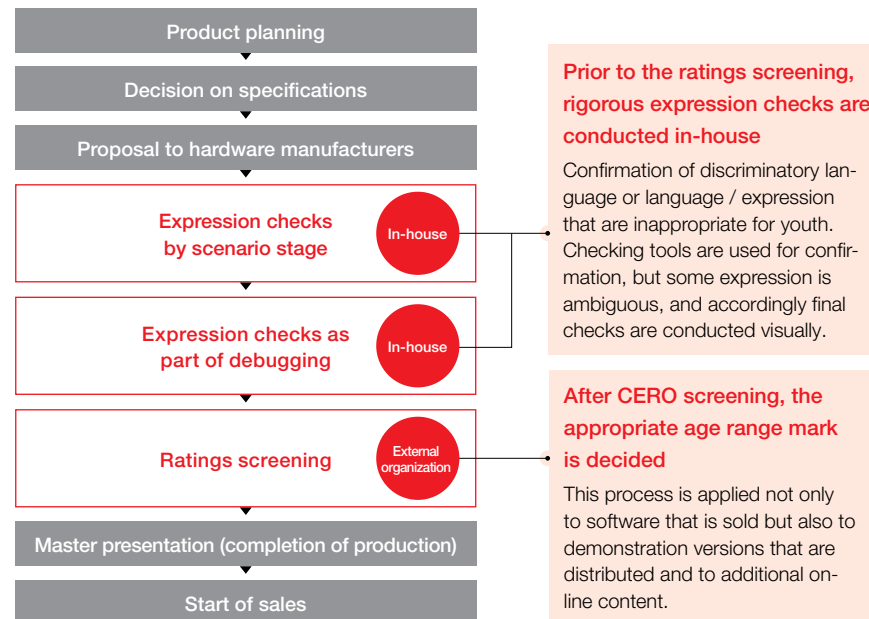 Product planning
Decision on specifications
Proposal to hardware manufacturers
Expression checks
by scenario stage
In-house
Expression checks as
part of debugging
In-house
Ratings screening
External
organization
Master presentation (completion of production)
Start of sales
Prior to the ratings screening,
rigorous expression checks are
conducted in-house
Confirmation of discriminatory lan-
guage or language / expression
that are inappropriate for youth.
Checking tools are used for confir-
mation, but some expression is
ambiguous, and accordingly final
checks are conducted visually.
After CERO screening, the
appropriate age range mark
is decided
This process is applied not only
to software that is sold but also to
demonstration versions that are
distributed and to additional on-
line content.